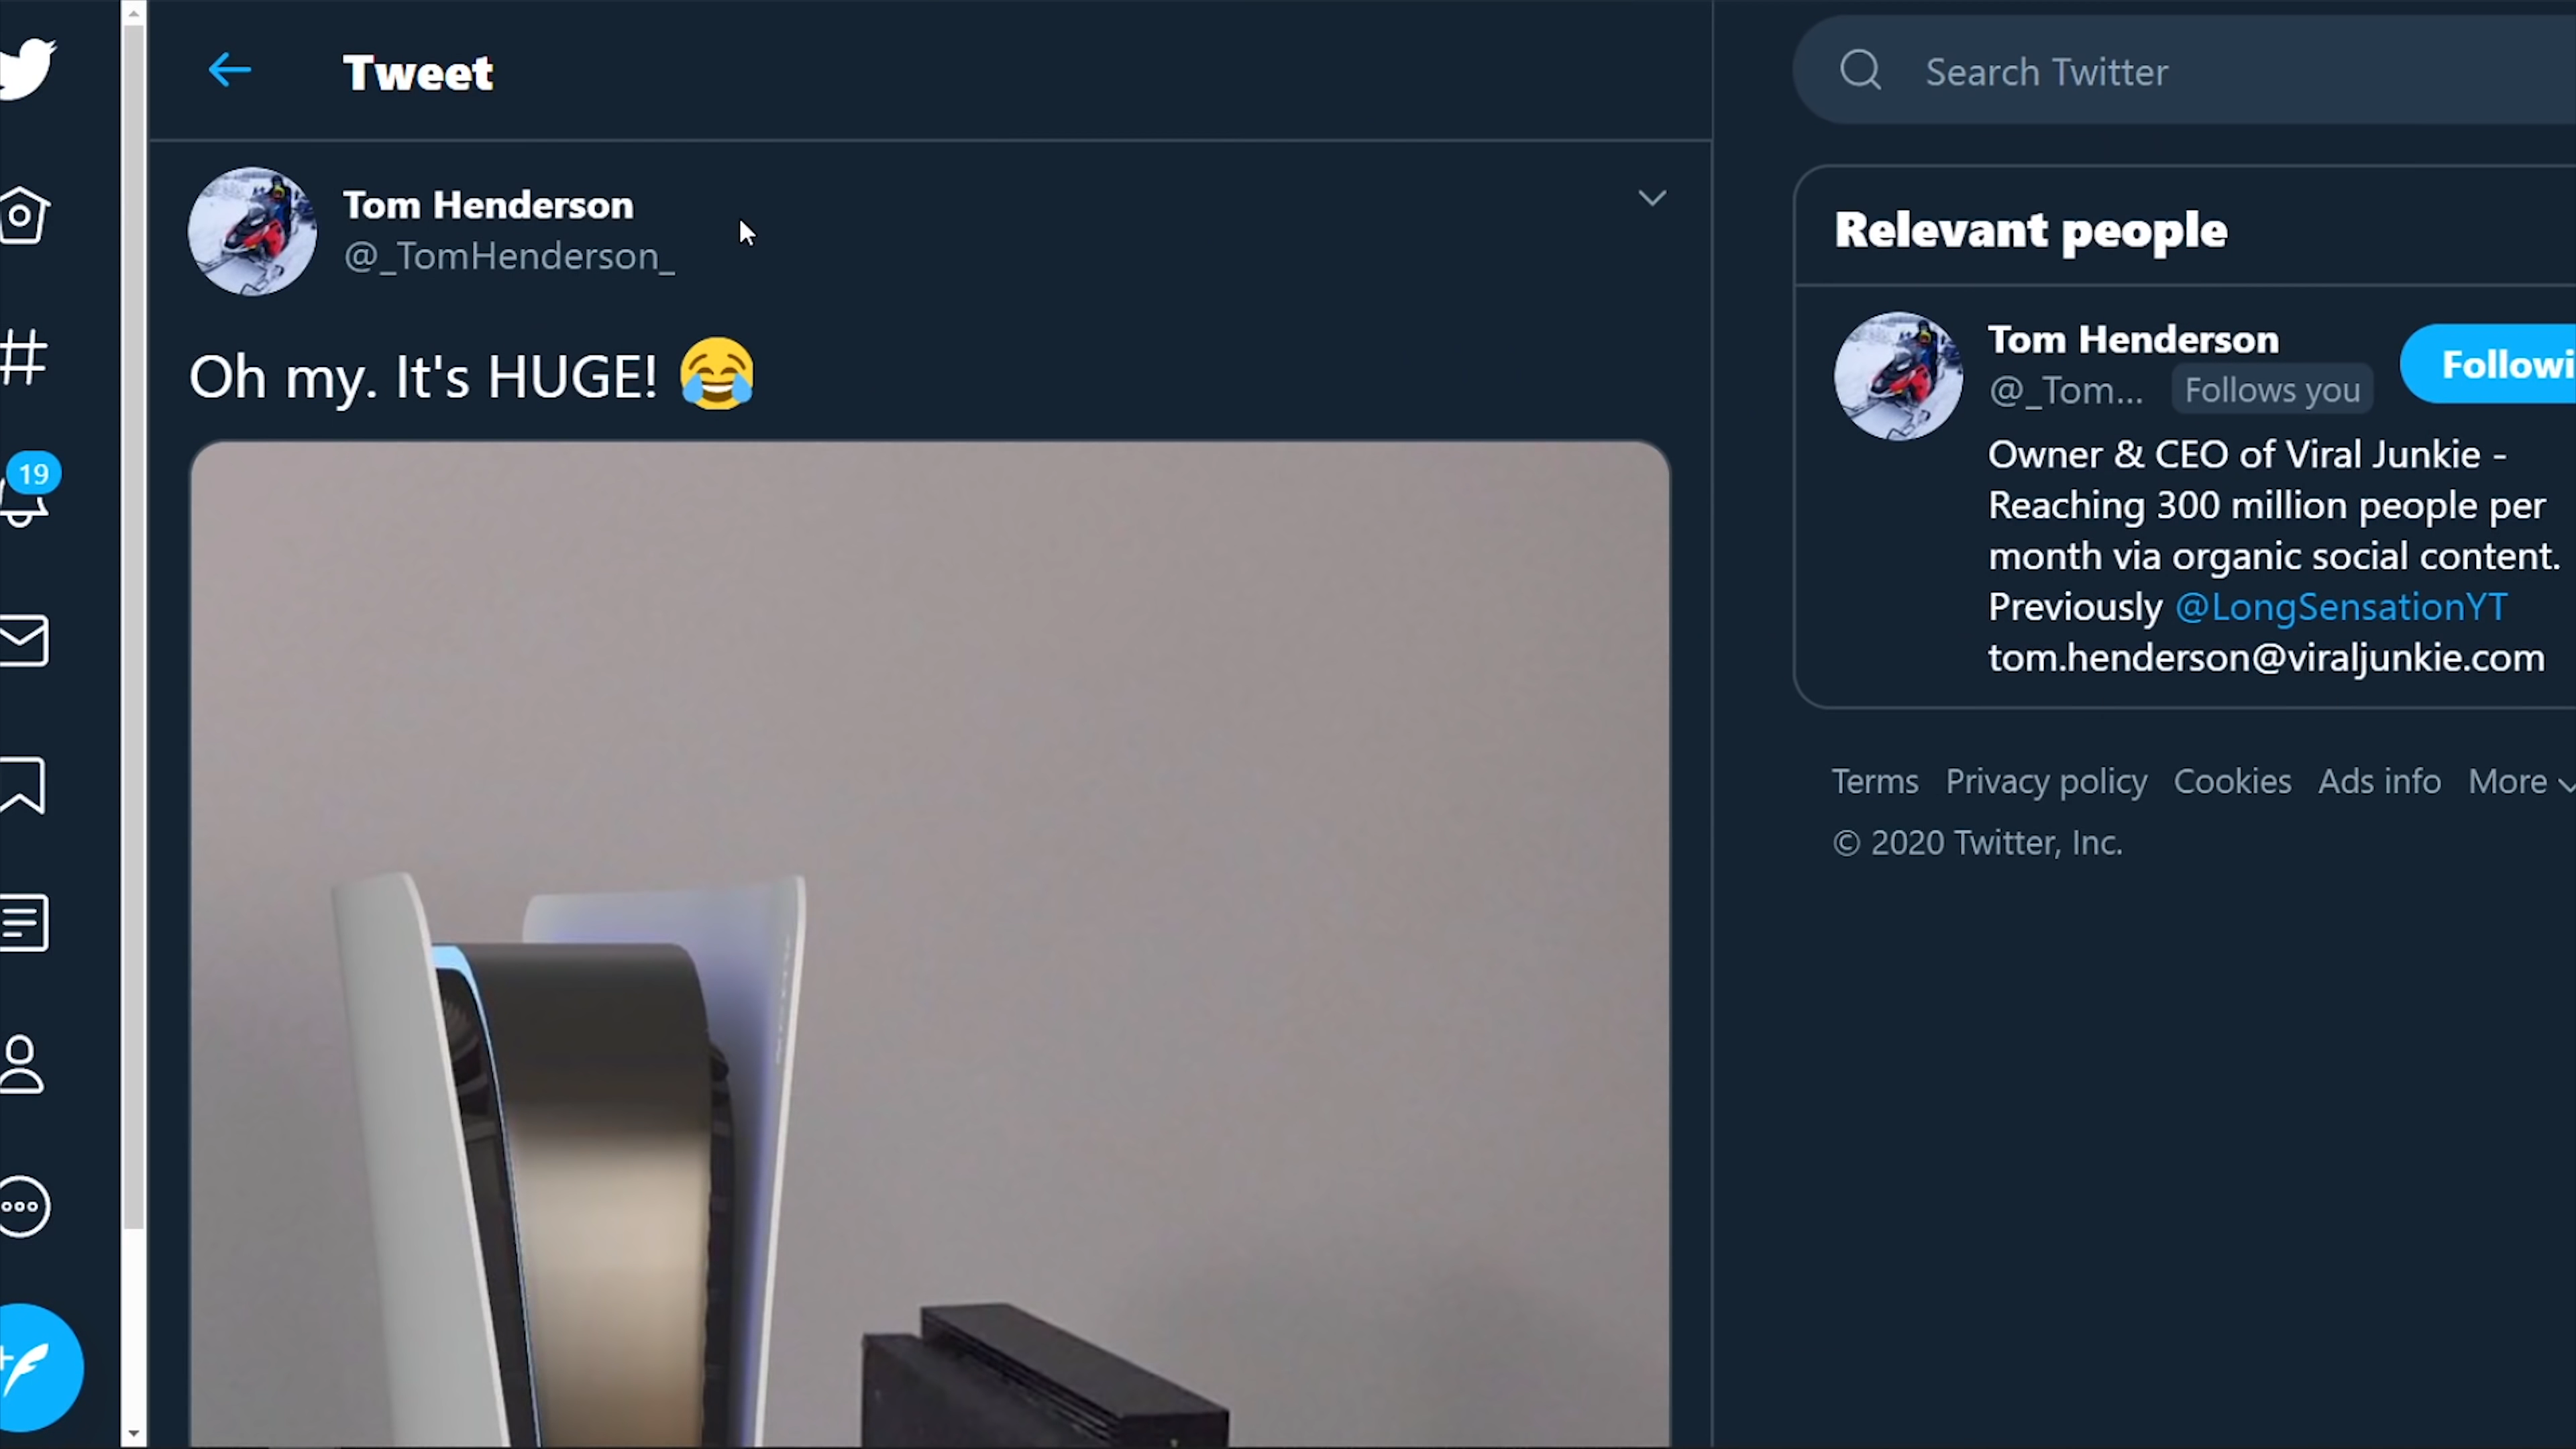 Tweet
Search Twitter
Tom Henderson
@_TomHenderson_
Oh my. It's HUGE! 😂
19
Relevant people
Tom Henderson
@_Tom... Follows you
Followi
Owner & CEO of Viral Junkie -
Reaching 300 million people per
month via organic social content.
Previously @LongSensationYT
tom.henderson@viraljunkie.com
Terms Privacy policy Cookies Ads info More
© 2020 Twitter, Inc.